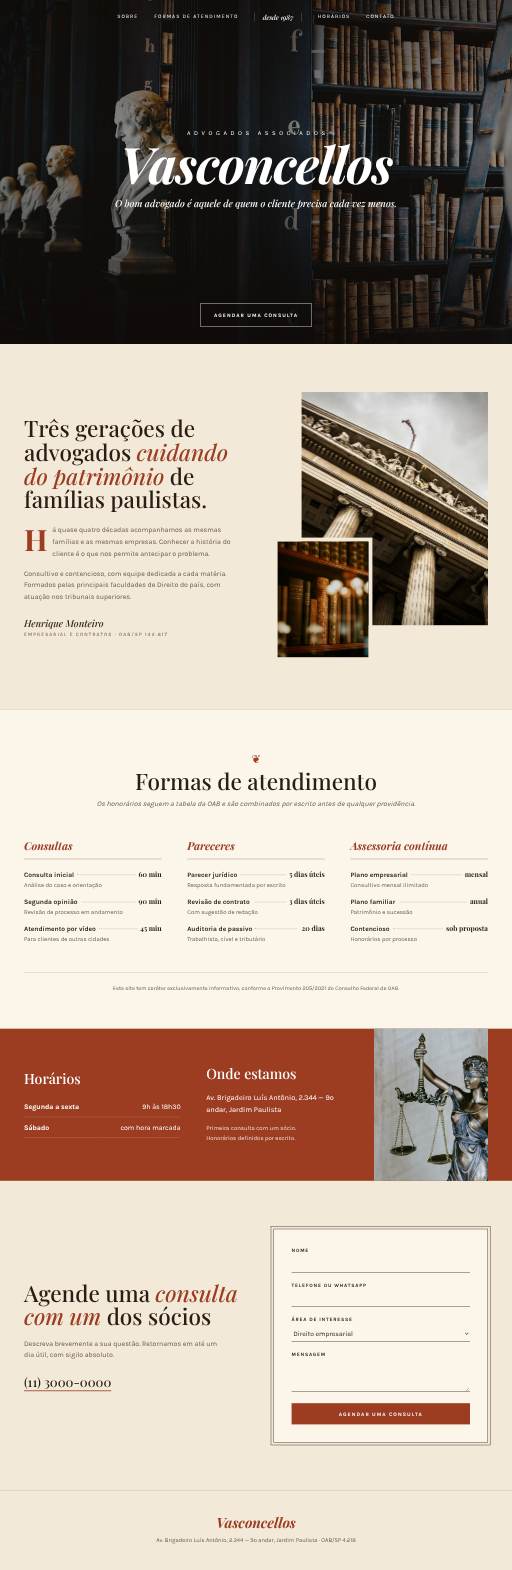 SOBRE
FORMAS DE ATENDIMENTO
desde 1987
HORÁRIOS
CONTATO
h
f
e
d
ADVOGADOS ASSOCIADOS
Vasconcellos
O bom advogado é aquele de quem o cliente precisa cada vez menos.
AGENDAR UMA CONSULTA
Três gerações de
advogados cuidando
do patrimônio de
famílias paulistas.
Há quase quatro décadas acompanhamos as mesmas
famílias e as mesmas empresas. Conhecer a história do
cliente é o que nos permite antecipar o problema.
Consultivo e contencioso, com equipe dedicada a cada matéria.
Formados pelas principais faculdades de Direito do país, com
atuação nos tribunais superiores.
Henrique Monteiro
EMPRESARIAL E CONTRATOS · OAB/SP
❦
Formas de atendimento
Os honorários seguem a tabela da OAB e são combinados por escrito antes de qualquer providência.
Consultas
Consulta inicial 60 min
Análise do caso e orientação
Segunda opinião 90 min
Revisão de processo em andamento
Atendimento por vídeo 45 min
Para clientes de outras cidades
Pareceres
Parecer jurídico 5 dias úteis
Resposta fundamentada por escrito
Revisão de contrato 3 dias úteis
Com sugestão de redação
Auditoria de passivo 20 dias
Trabalhista, cível e tributário
Assessoria contínua
Plano empresarial mensal
Consultivo mensal ilimitado
Plano familiar anual
Patrimônio e sucessão
Contencioso sob proposta
Honorários por processo
Este site tem caráter exclusivamente informativo, conforme o Provimento 205/2021 do Conselho Federal da OAB.
Horários
Segunda a sexta 9h às 18h30
Sábado com hora marcada
Onde estamos
Av. Brigadeiro Luís Antônio, 2.344 — 9o
andar, Jardim Paulista
Primeira consulta com um sócio.
Honorários definidos por escrito.
Agende uma consulta
com um dos sócios
Descreva brevemente a sua questão. Retornamos em até um
dia útil, com sigilo absoluto.
(11) 3000-0000
NOME
TELEFONE OU WHATSAPP
ÁREA DE INTERESSE
Direito empresarial
MENSAGEM
AGENDAR UMA CONSULTA
Vasconcellos
Av. Brigadeiro Luís Antônio, 2.344 — 9o andar, Jardim Paulista · OAB/SP 4.218